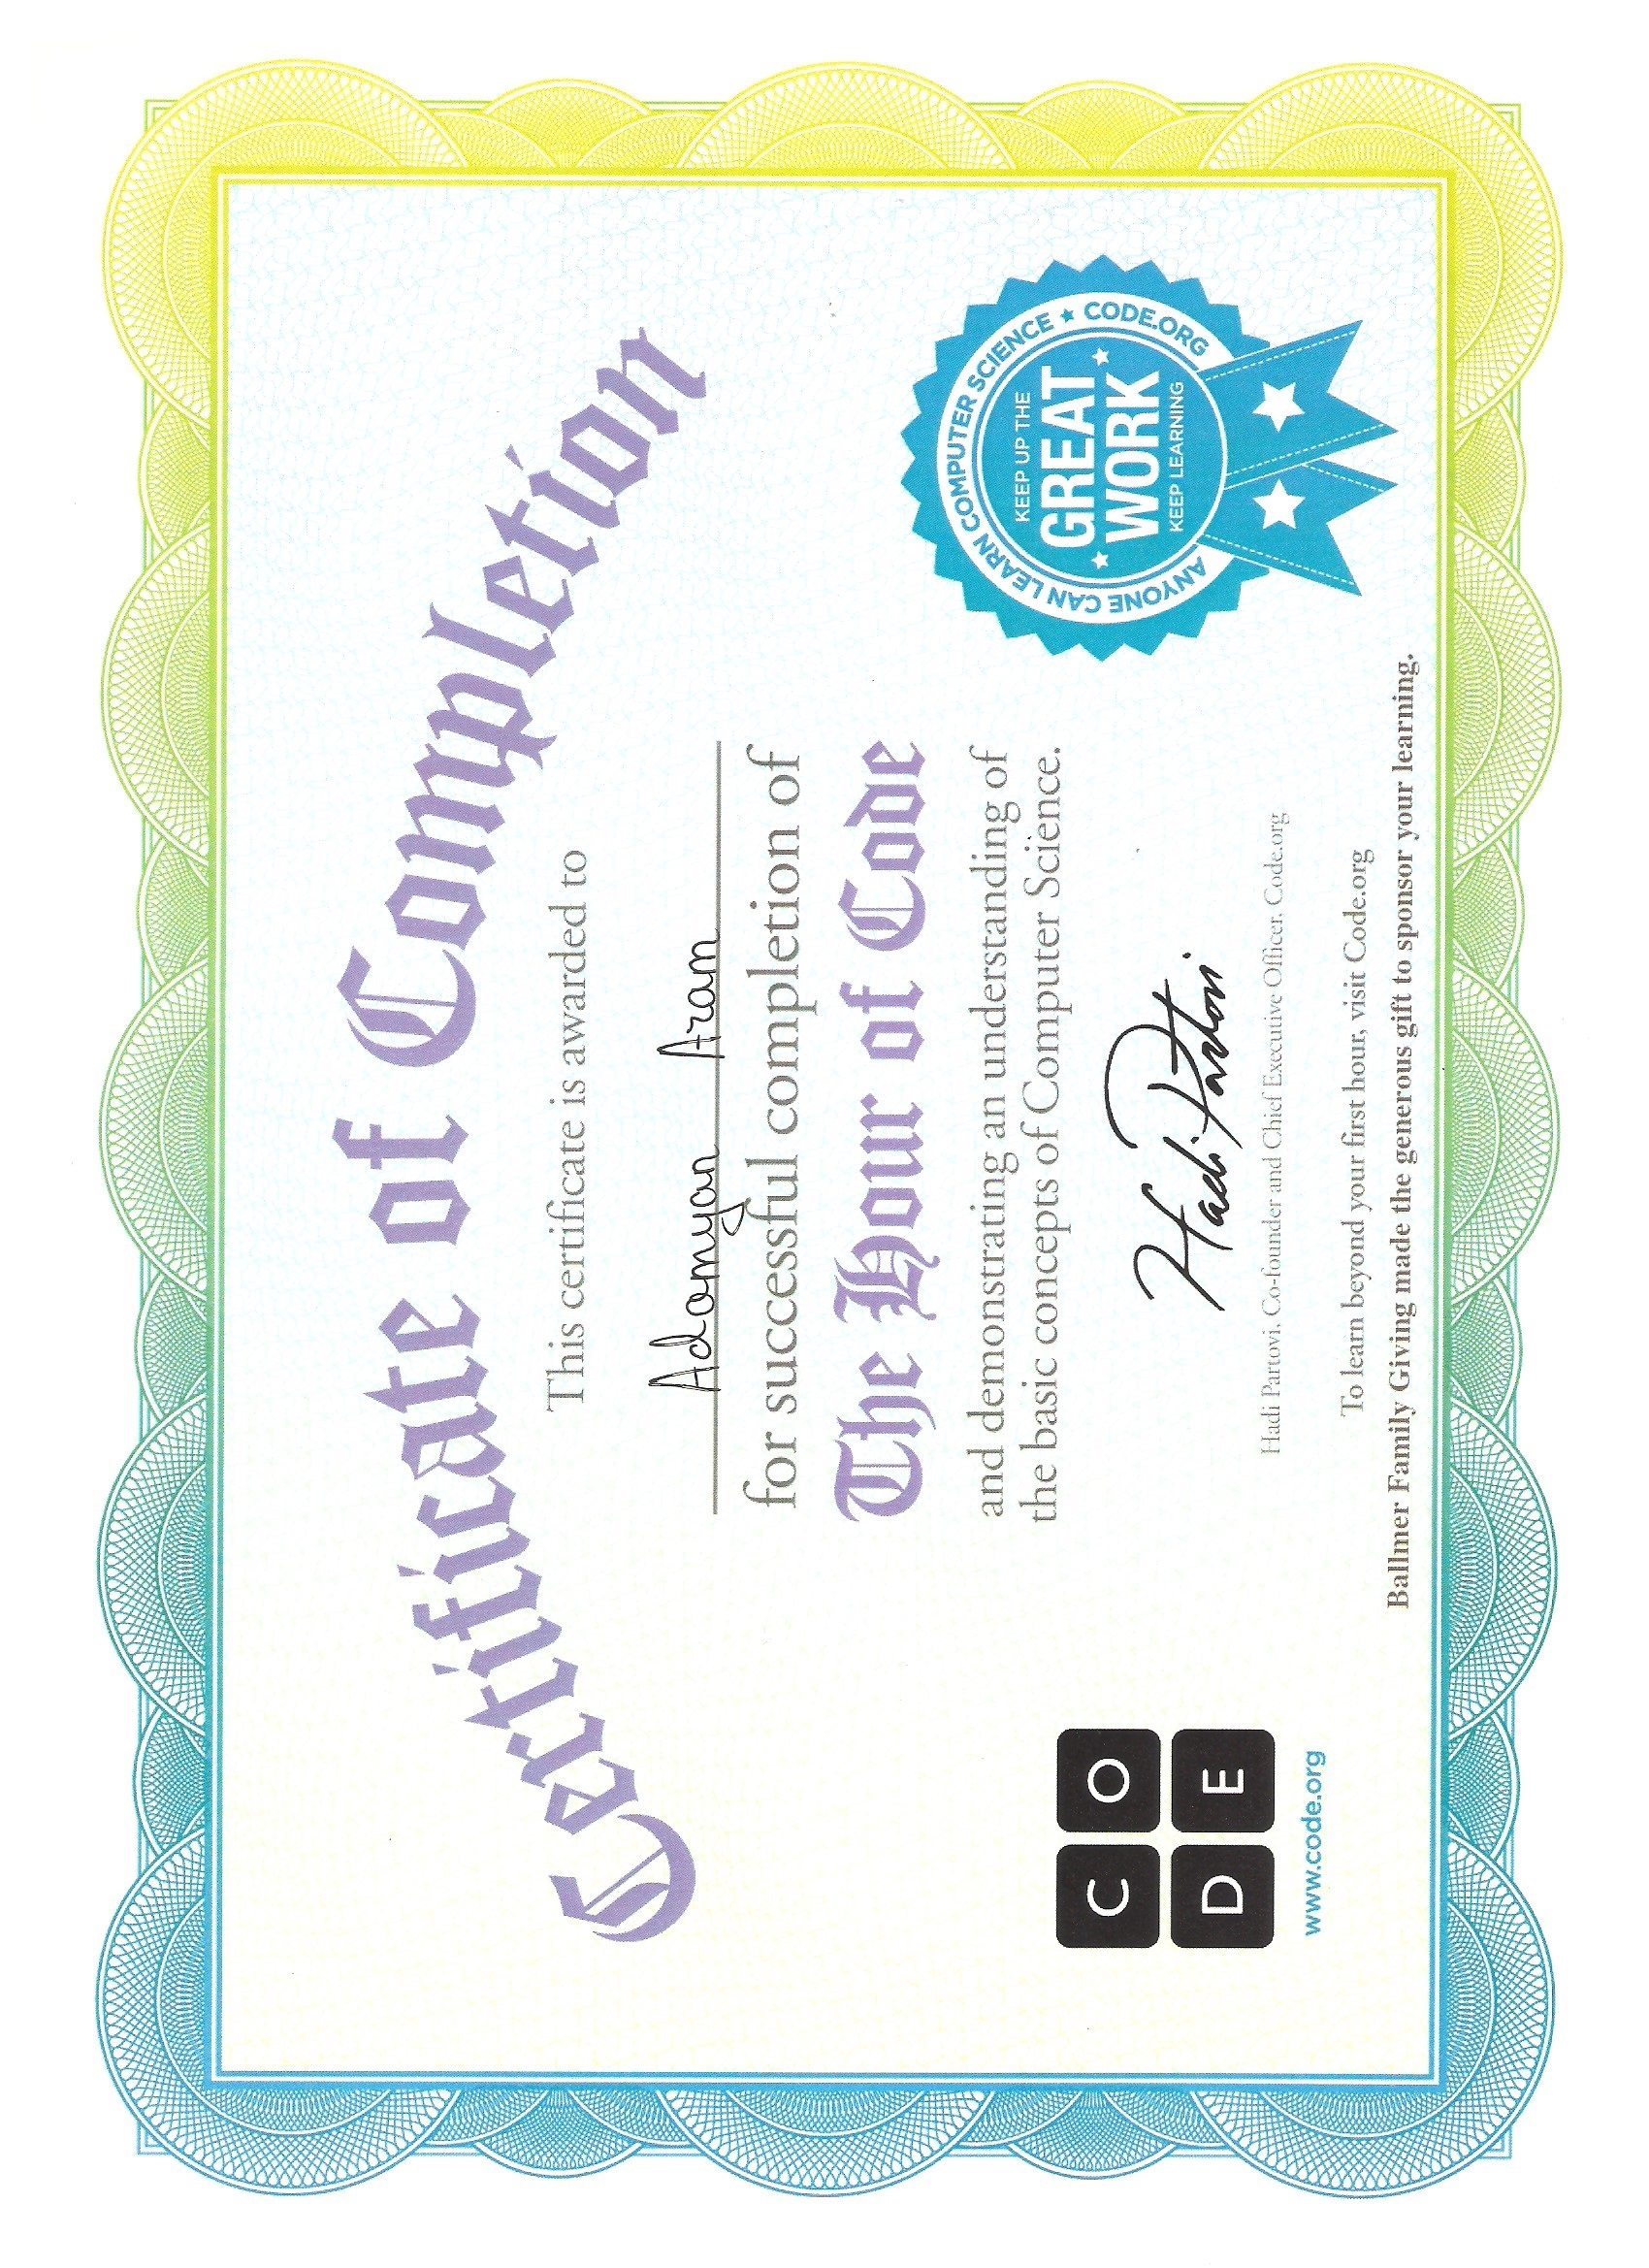 Certificate of Completion
This certificate is awarded to
Adamyan Aram
for successful completion of
The Hour of Code
and demonstrating an understanding of
the basic concepts of Computer Science.
Hadi Partovi
Hadi Partovi, Co-founder and Chief Executive Officer, Code.org
To learn beyond your first hour, visit Code.org
Ballmer Family Giving made the generous gift to sponsor your learning.
C O
D E
www.code.org
ANYONE CAN LEARN COMPUTER SCIENCE ★ CODE.ORG
KEEP UP THE
GREAT
WORK
KEEP LEARNING